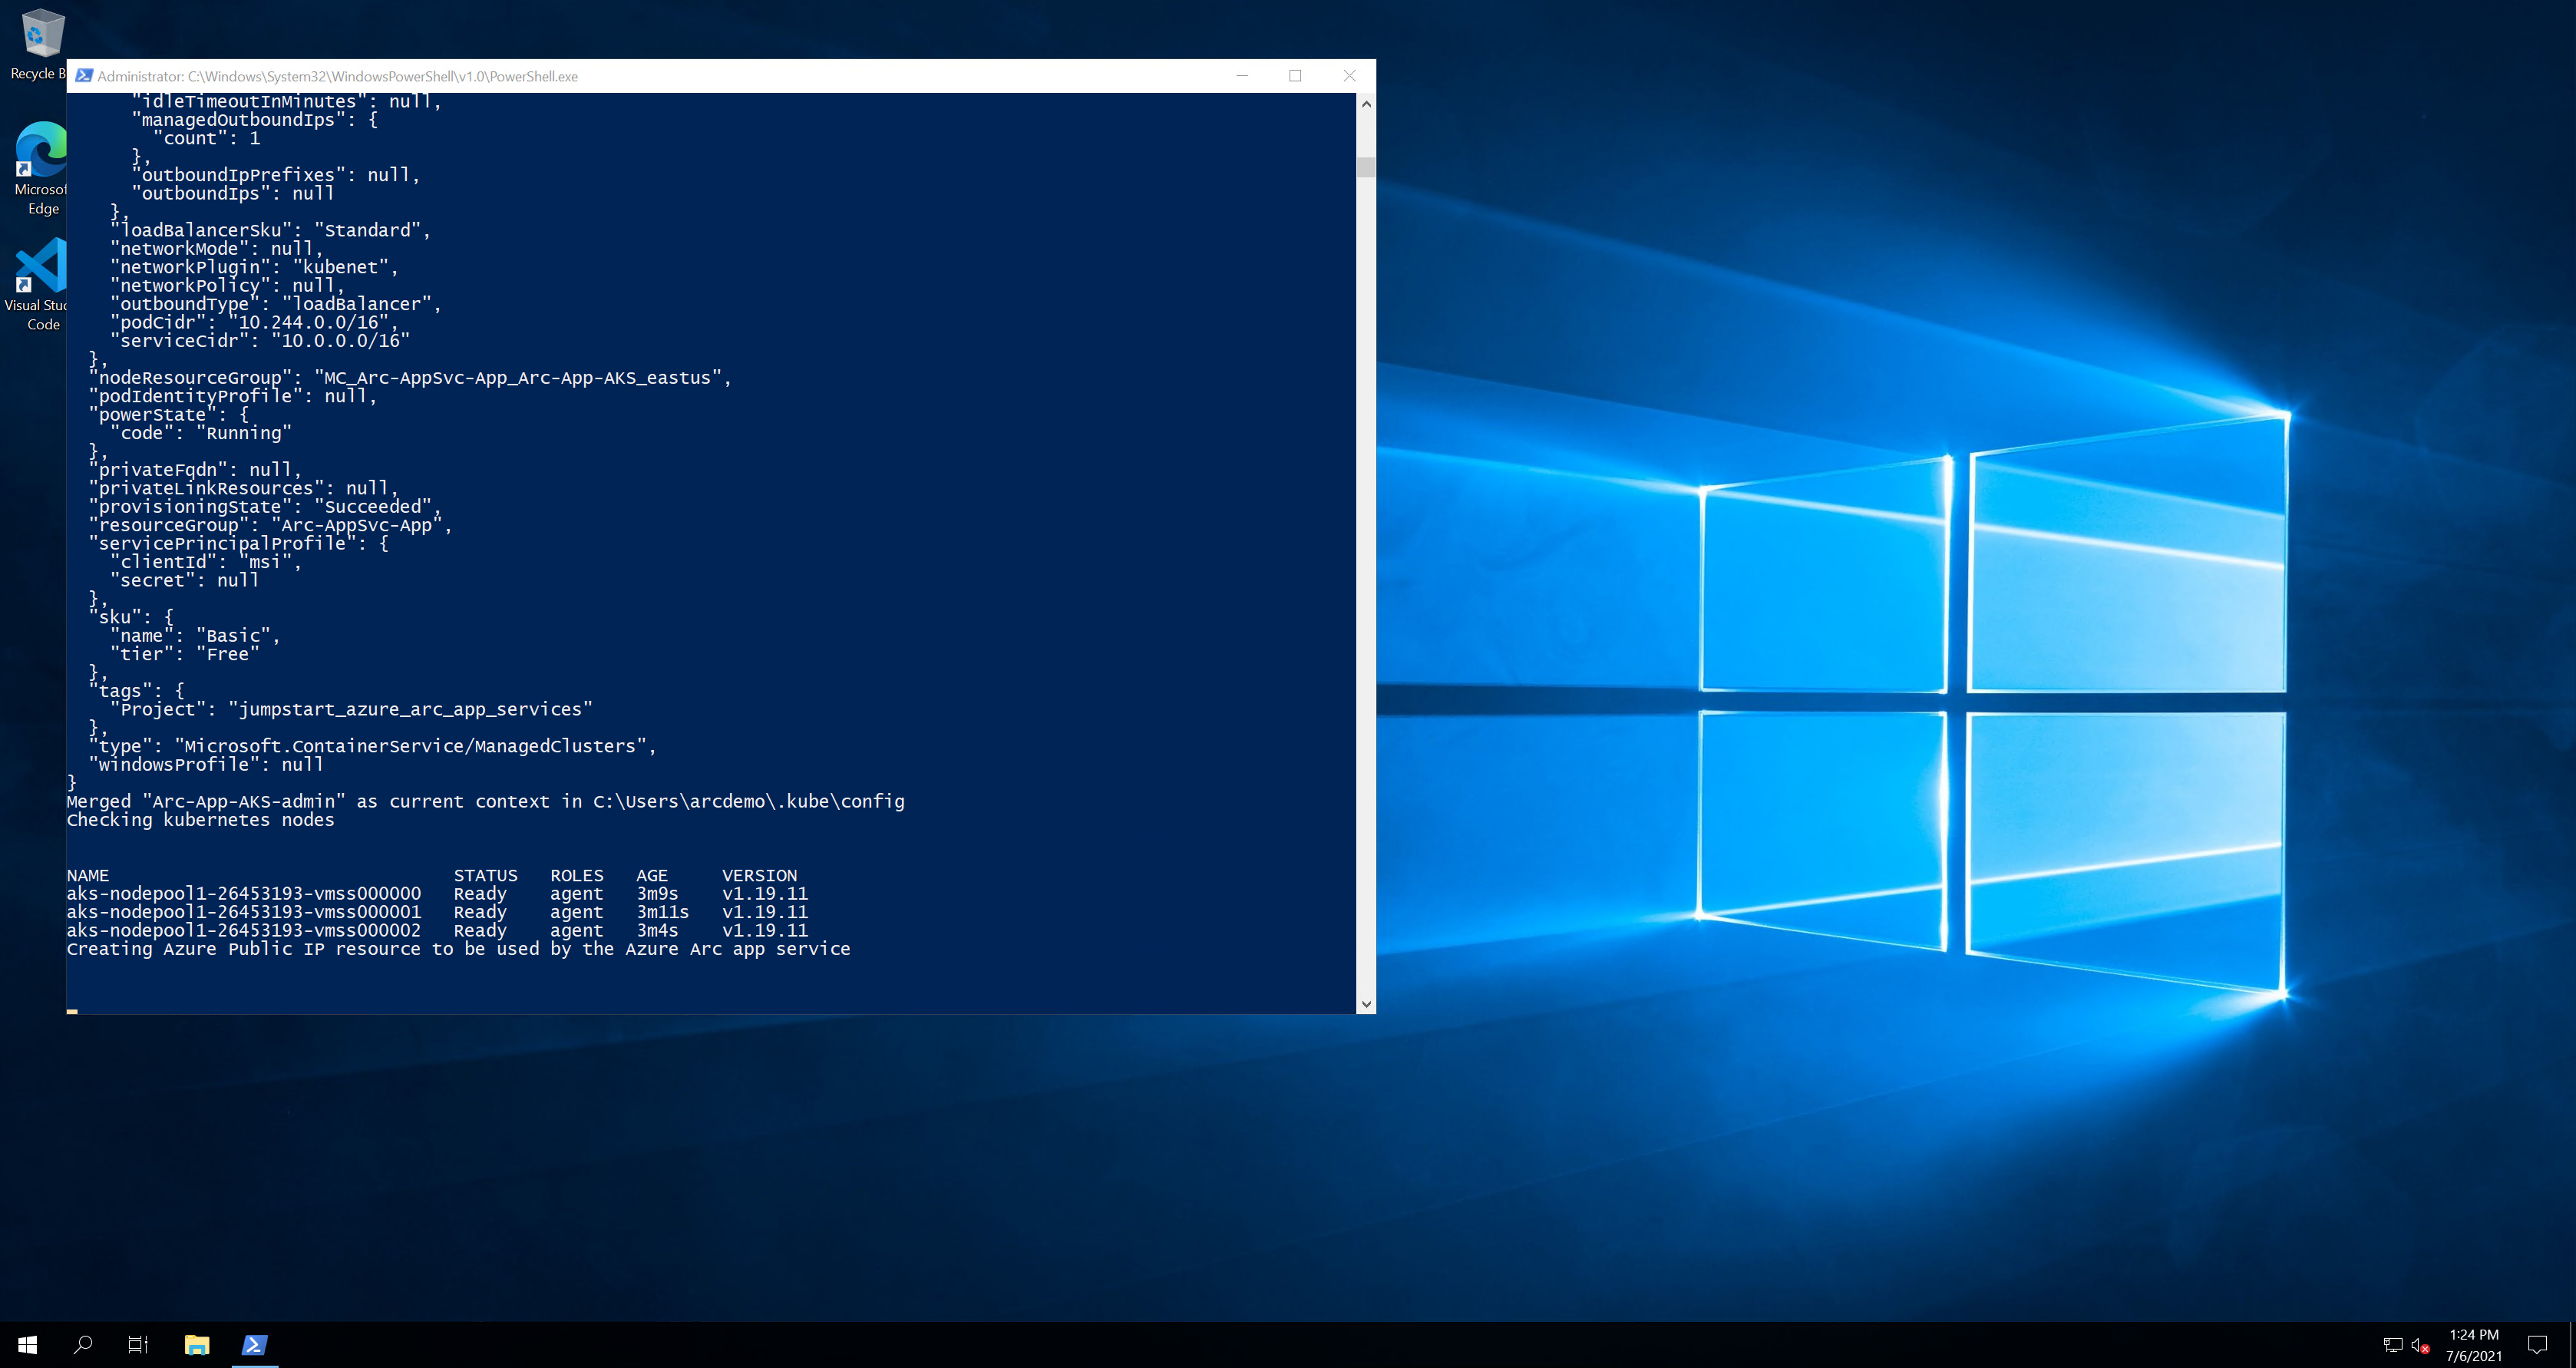 Recycle B
Microsof
Edge
Visual Stud
Code
Administrator: C:\Windows\System32\WindowsPowerShell\v1.0\PowerShell.exe
"idleTimeoutInMinutes": null,
"managedOutboundIps": {
"count": 1
},
"outboundIpPrefixes": null,
"outboundIps": null
},
"loadBalancerSku": "Standard",
"networkMode": null,
"networkPlugin": "kubenet",
"networkPolicy": null,
"outboundType": "loadBalancer",
"podCidr": "10.244.0.0/16",
"serviceCidr": "10.0.0.0/16"
},
"nodeResourceGroup": "MC_Arc-AppSvc-App_Arc-App-AKS_eastus",
"podIdentityProfile": null,
"powerState": {
"code": "Running"
},
"privateFqdn": null,
"privateLinkResources": null,
"provisioningState": "Succeeded",
"resourceGroup": "Arc-AppSvc-App",
"servicePrincipalProfile": {
"clientId": "msi",
"secret": null
},
"sku": {
"name": "Basic",
"tier": "Free"
},
"tags": {
"Project": "jumpstart_azure_arc_app_services"
},
"type": "Microsoft.ContainerService/ManagedClusters",
"windowsProfile": null
}
Merged "Arc-App-AKS-admin" as current context in C:\Users\arcdemo\.kube\config
Checking kubernetes nodes
NAME STATUS ROLES AGE VERSION
aks-nodepool1-26453193-vmss000000 Ready agent 3m9s v1.19.11
aks-nodepool1-26453193-vmss000001 Ready agent 3m11s v1.19.11
aks-nodepool1-26453193-vmss000002 Ready agent 3m4s v1.19.11
Creating Azure Public IP resource to be used by the Azure Arc app service
1:24 PM
7/6/2021